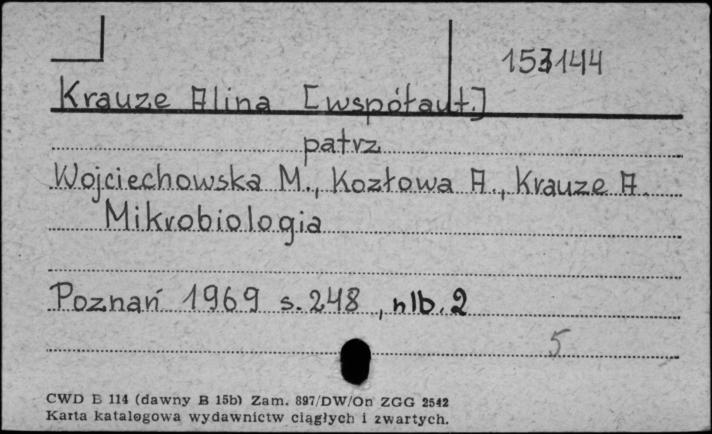 153144
Krauze Alina [współaut.]
patrz
Wojciechowska M., Kozłowa A., Krauze A.
Mikrobiologia
Poznań 1969 s. 248, nlb. 2
5
CWD B 114 (dawny B 15b) Zam. 897/DW/On ZGG 2542
Karta katalogowa wydawnictw ciągłych i zwartych.